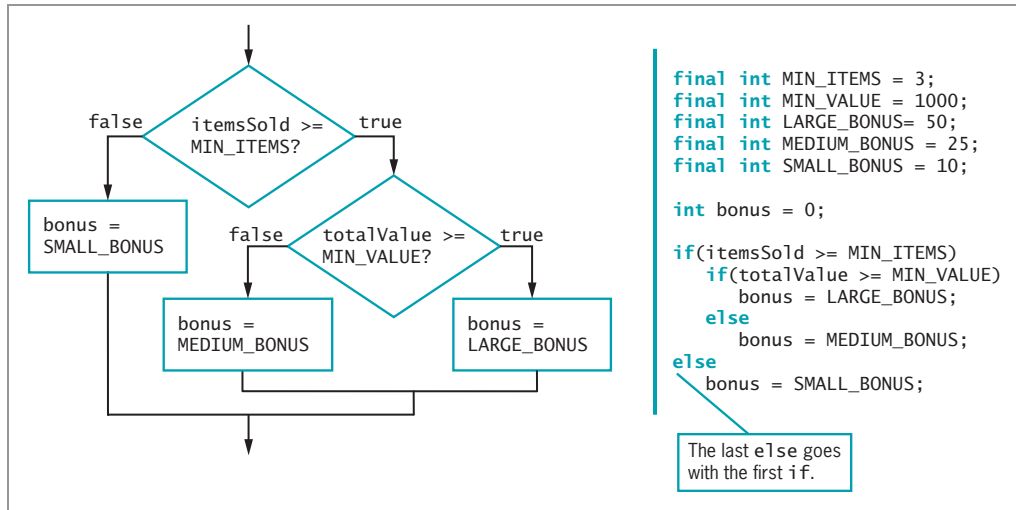 itemsSold >=
MIN_ITEMS?
false
true
bonus =
SMALL_BONUS
totalValue >=
MIN_VALUE?
false
true
bonus =
MEDIUM_BONUS
bonus =
LARGE_BONUS
final int MIN_ITEMS = 3;
final int MIN_VALUE = 1000;
final int LARGE_BONUS= 50;
final int MEDIUM_BONUS = 25;
final int SMALL_BONUS = 10;
int bonus = 0;
if(itemsSold >= MIN_ITEMS)
   if(totalValue >= MIN_VALUE)
      bonus = LARGE_BONUS;
   else
      bonus = MEDIUM_BONUS;
else
   bonus = SMALL_BONUS;
The last else goes
with the first if.